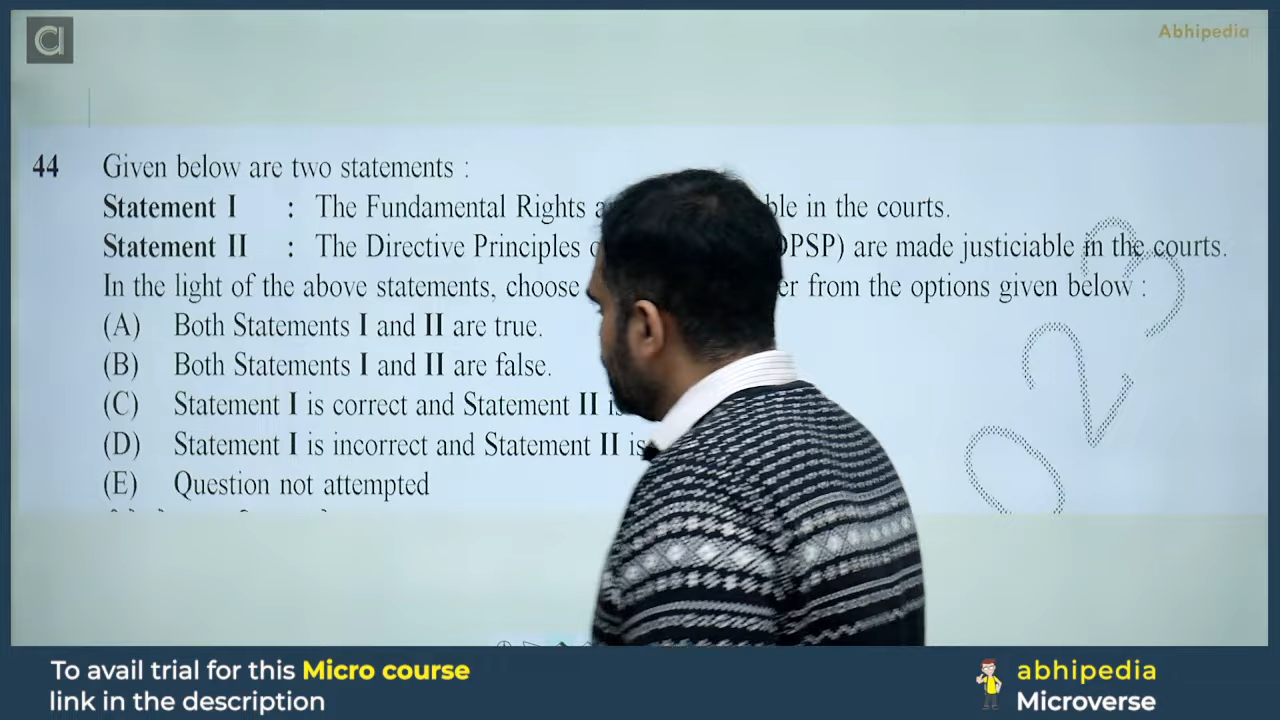 Abhipedia
44 Given below are two statements :
Statement I : The Fundamental Rights in the courts.
Statement II : The Directive Principles (DPSP) are made justiciable in the courts.
In the light of the above statements, choose from the options given below :
(A) Both Statements I and II are true.
(B) Both Statements I and II are false.
(C) Statement I is correct and Statement II
(D) Statement I is incorrect and Statement II is
(E) Question not attempted
023
To avail trial for this Micro course
link in the description
abhipedia
Microverse